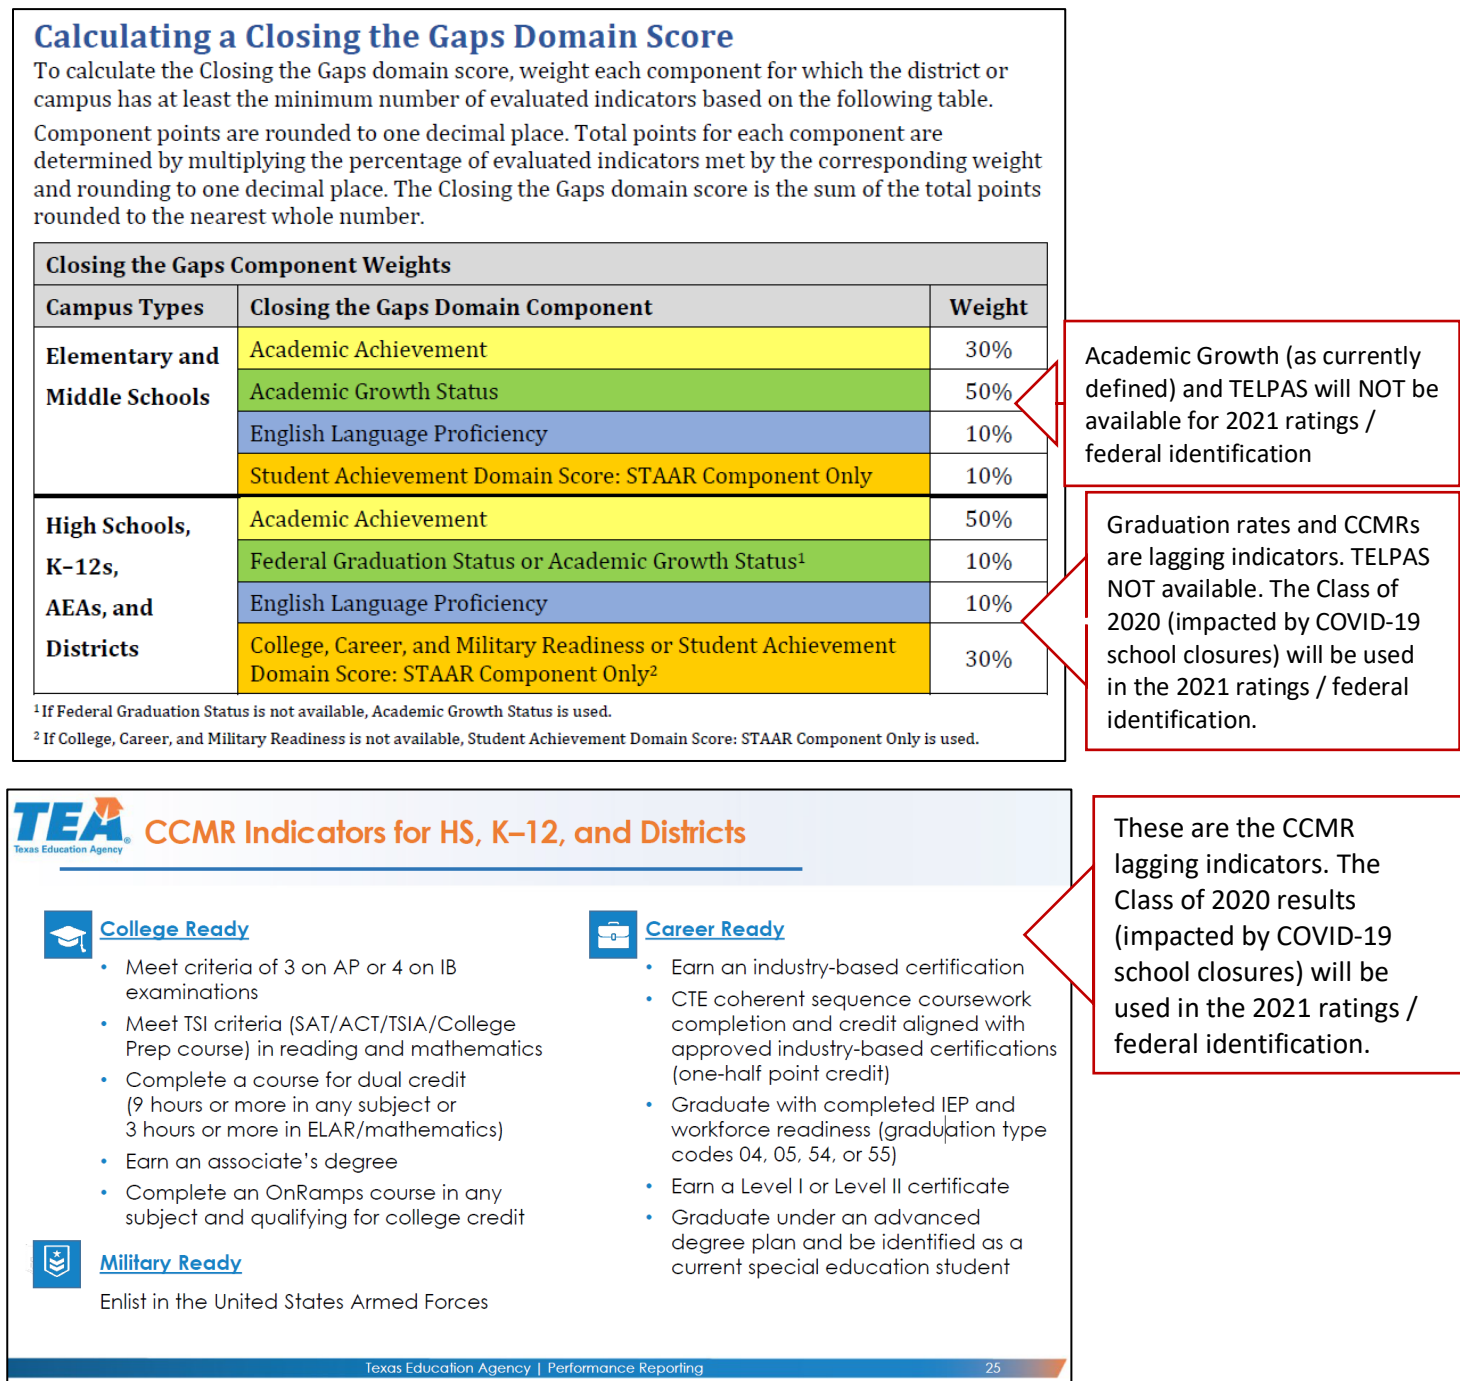 Calculating a Closing the Gaps Domain Score
To calculate the Closing the Gaps domain score, weight each component for which the district or
campus has at least the minimum number of evaluated indicators based on the following table.
Component points are rounded to one decimal place. Total points for each component are
determined by multiplying the percentage of evaluated indicators met by the corresponding weight
and rounding to one decimal place. The Closing the Gaps domain score is the sum of the total points
rounded to the nearest whole number.
Closing the Gaps Component Weights
Campus Types Closing the Gaps Domain Component Weight
Elementary and
Middle Schools
Academic Achievement 30%
Academic Growth Status 50%
English Language Proficiency 10%
Student Achievement Domain Score: STAAR Component Only 10%
High Schools,
K–12s,
AEAs, and
Districts
Academic Achievement 50%
Federal Graduation Status or Academic Growth Status¹ 10%
English Language Proficiency 10%
College, Career, and Military Readiness or Student Achievement
Domain Score: STAAR Component Only² 30%
¹ If Federal Graduation Status is not available, Academic Growth Status is used.
² If College, Career, and Military Readiness is not available, Student Achievement Domain Score: STAAR Component Only is used.
Academic Growth (as currently
defined) and TELPAS will NOT be
available for 2021 ratings /
federal identification
Graduation rates and CCMRs
are lagging indicators. TELPAS
NOT available. The Class of
2020 (impacted by COVID-19
school closures) will be used
in the 2021 ratings / federal
identification.
TEA®
Texas Education Agency
CCMR Indicators for HS, K–12, and Districts
College Ready
• Meet criteria of 3 on AP or 4 on IB
examinations
• Meet TSI criteria (SAT/ACT/TSIA/College
Prep course) in reading and mathematics
• Complete a course for dual credit
(9 hours or more in any subject or
3 hours or more in ELAR/mathematics)
• Earn an associate's degree
• Complete an OnRamps course in any
subject and qualifying for college credit
Military Ready
Enlist in the United States Armed Forces
Career Ready
• Earn an industry-based certification
• CTE coherent sequence coursework
completion and credit aligned with
approved industry-based certifications
(one-half point credit)
• Graduate with completed IEP and
workforce readiness (graduation type
codes 04, 05, 54, or 55)
• Earn a Level I or Level II certificate
• Graduate under an advanced
degree plan and be identified as a
current special education student
Texas Education Agency | Performance Reporting 25
These are the CCMR
lagging indicators. The
Class of 2020 results
(impacted by COVID-19
school closures) will be
used in the 2021 ratings /
federal identification.